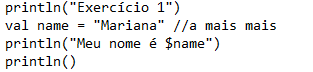 println("Exercício 1")
val name = "Mariana" //a mais mais
println("Meu nome é $name")
println()